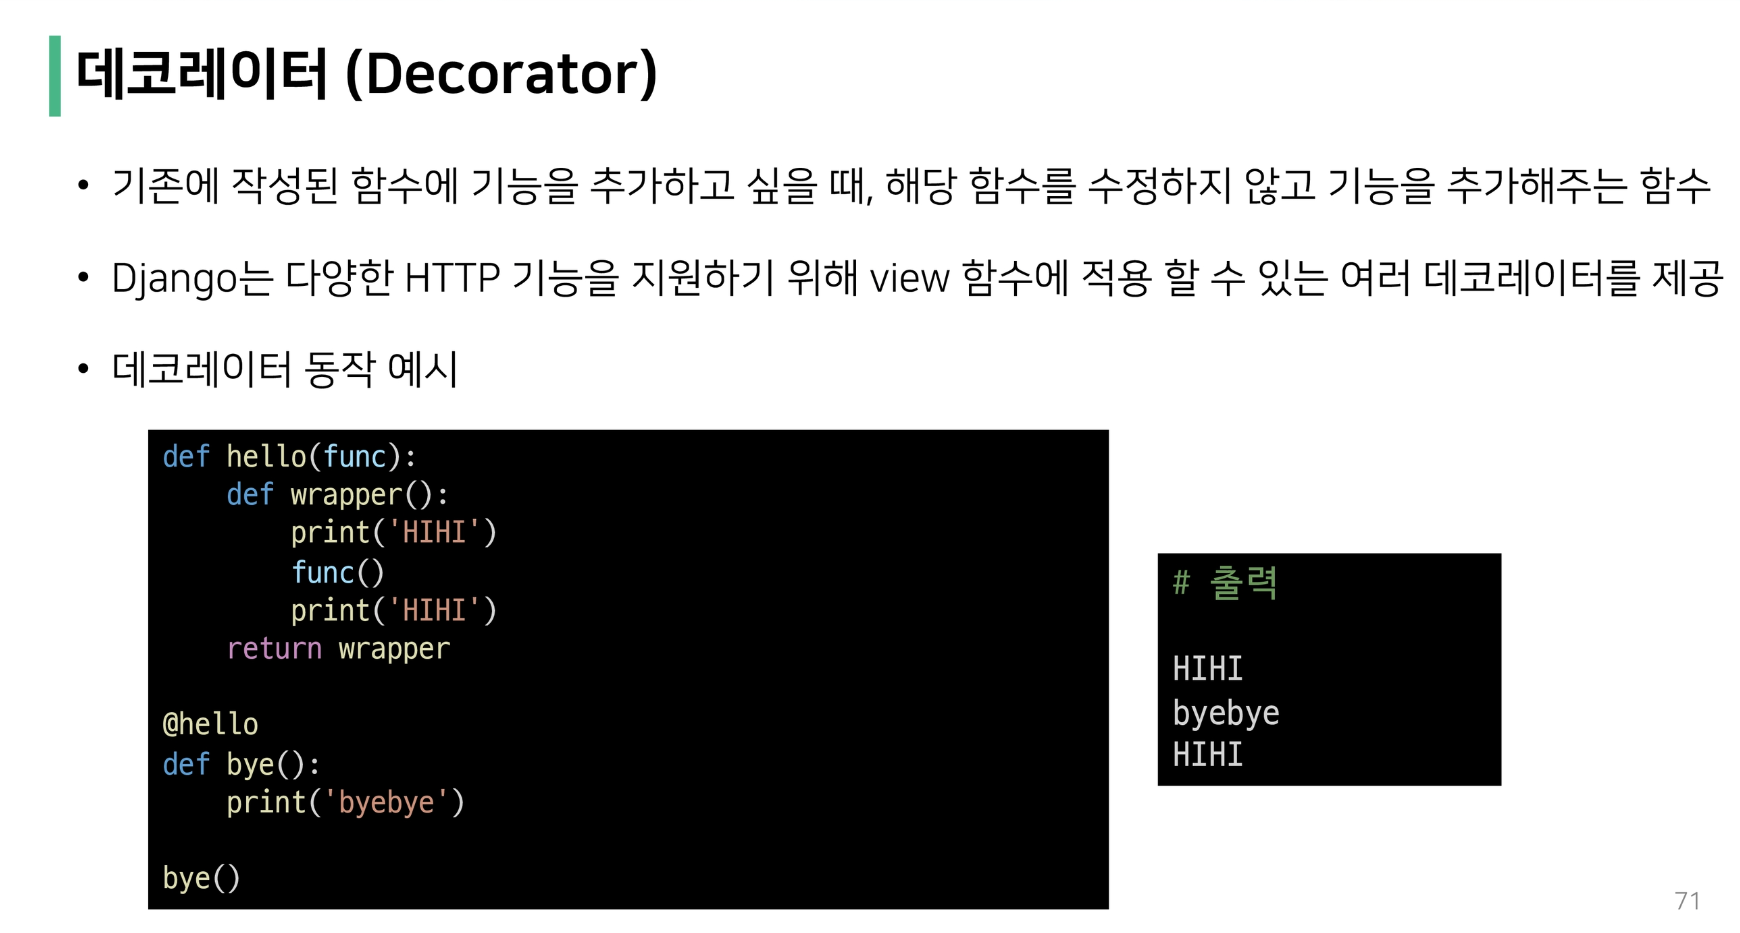 데코레이터 (Decorator)
• 기존에 작성된 함수에 기능을 추가하고 싶을 때, 해당 함수를 수정하지 않고 기능을 추가해주는 함수
• Django는 다양한 HTTP 기능을 지원하기 위해 view 함수에 적용 할 수 있는 여러 데코레이터를 제공
• 데코레이터 동작 예시
def hello(func):
    def wrapper():
        print('HIHI')
        func()
        print('HIHI')
    return wrapper

@hello
def bye():
    print('byebye')

bye()
# 출력

HIHI
byebye
HIHI
71